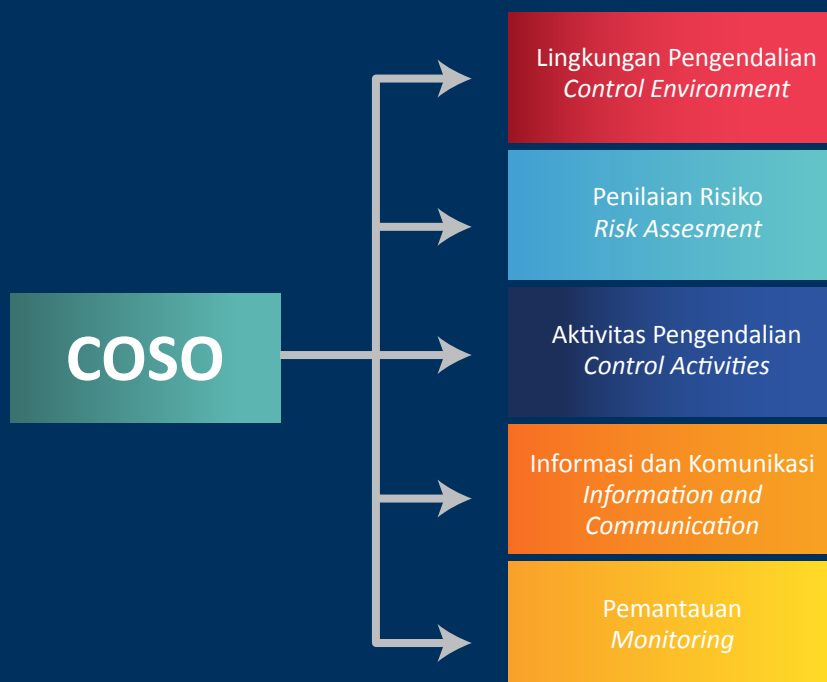 COSO
Lingkungan Pengendalian
Control Environment
Penilaian Risiko
Risk Assesment
Aktivitas Pengendalian
Control Activities
Informasi dan Komunikasi
Information and
Communication
Pemantauan
Monitoring